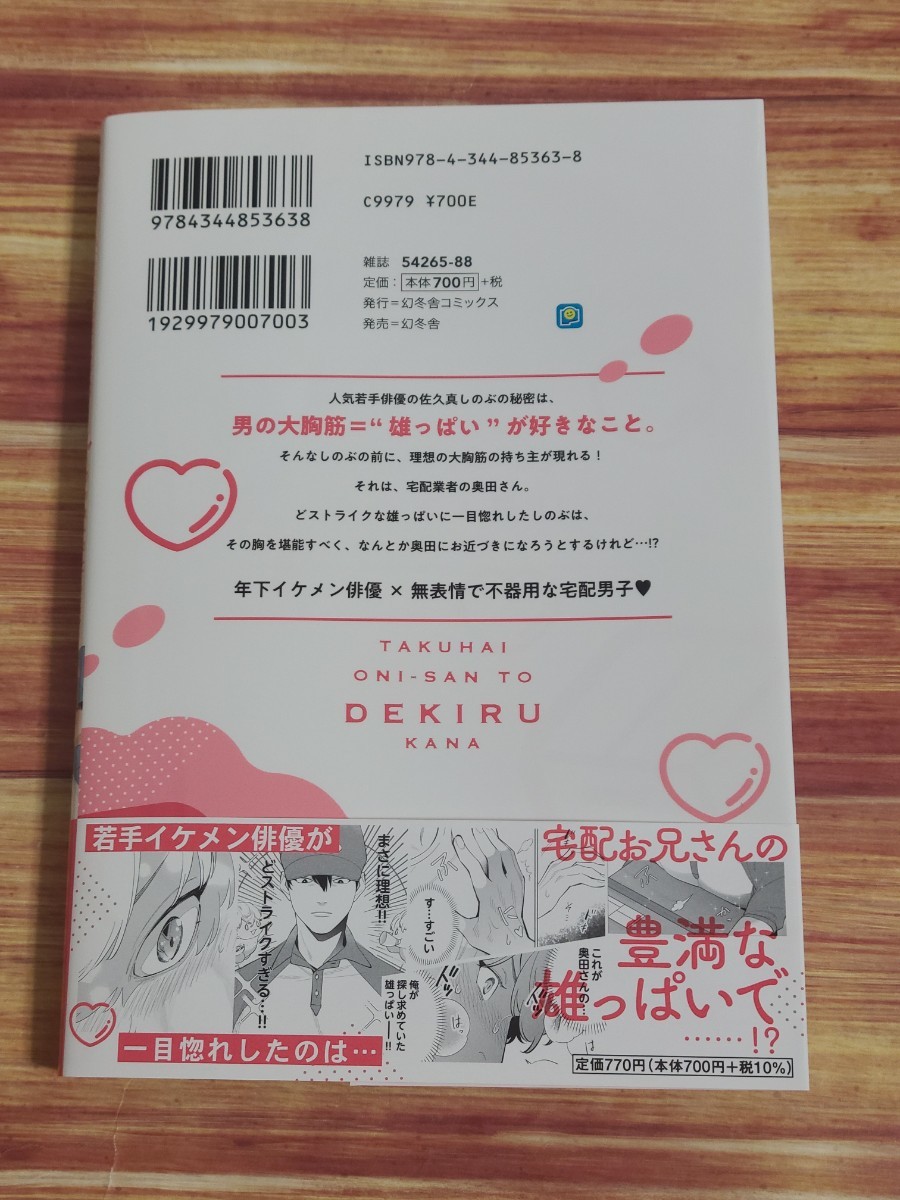 ISBN978-4-344-85363-8
9784344853638
C9979 ¥700E
雑誌 54265-88
定価：本体700円+税
発行=幻冬舎コミックス
1929979007003
発売=幻冬舎
人気若手俳優の佐久真しのぶの秘密は、
男の大胸筋＝“雄っぱい”が好きなこと。
そんなしのぶの前に、理想の大胸筋の持ち主が現れる！
それは、宅配業者の奥田さん。
どストライクな雄っぱいに一目惚れしたしのぶは、
その胸を堪能すべく、なんとか奥田にお近づきになろうとするけれど…!?
年下イケメン俳優 × 無表情で不器用な宅配男子♥
TAKUHAI
ONI-SAN TO
DEKIRU
KANA
若手イケメン俳優が
どストライクすぎる…!!
まさに理想!!
一目惚れしたのは…
す…すごい
俺が
探し求めていた
雄っぱい──!!
は。
これが
奥田さんの…
宅配お兄さんの
豊満な
雄っぱいで
……!?
定価770円(本体700円＋税10%)